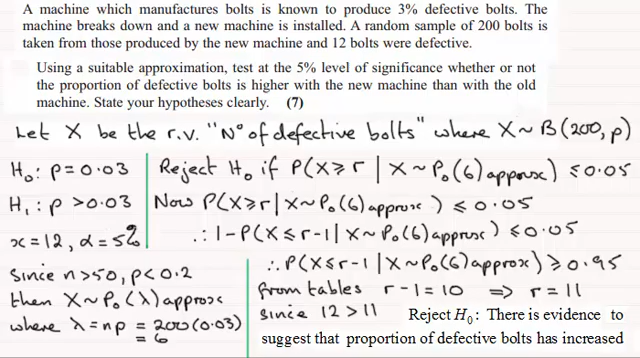 A machine which manufactures bolts is known to produce 3% defective bolts. The
machine breaks down and a new machine is installed. A random sample of 200 bolts is
taken from those produced by the new machine and 12 bolts were defective.
Using a suitable approximation, test at the 5% level of significance whether or not
the proportion of defective bolts is higher with the new machine than with the old
machine. State your hypotheses clearly. (7)
Let X be the r.v. "Nº of defective bolts" where X ~ B(200, p)
H₀: p = 0.03
H₁: p > 0.03
x = 12, α = 5%
Since n > 50, p < 0.2
then X ~ P₀(λ) approx
where λ = np = 200(0.03)
= 6
Reject H₀ if P(X ≥ r | X ~ P₀(6) approx) ≤ 0.05
Now P(X ≥ r | X ~ P₀(6) approx) ≤ 0.05
∴ 1 - P(X ≤ r-1 | X ~ P₀(6) approx) ≤ 0.05
∴ P(X ≤ r-1 | X ~ P₀(6) approx) ≥ 0.95
from tables r-1 = 10 ⇒ r = 11
since 12 > 11 Reject H₀: There is evidence to
suggest that proportion of defective bolts has increased